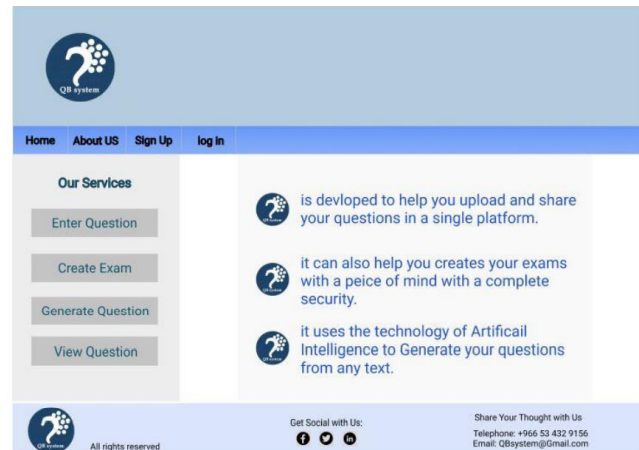 QB system
Home About US Sign Up log in
Our Services
Enter Question
Create Exam
Generate Question
View Question
is devloped to help you upload and share
your questions in a single platform.
it can also help you creates your exams
with a peice of mind with a complete
security.
it uses the technology of Artificail
Intelligence to Generate your questions
from any text.
QB system
All rights reserved
Get Social with Us:
Share Your Thought with Us
Telephone: +966 53 432 9156
Email: QBsystem@Gmail.com